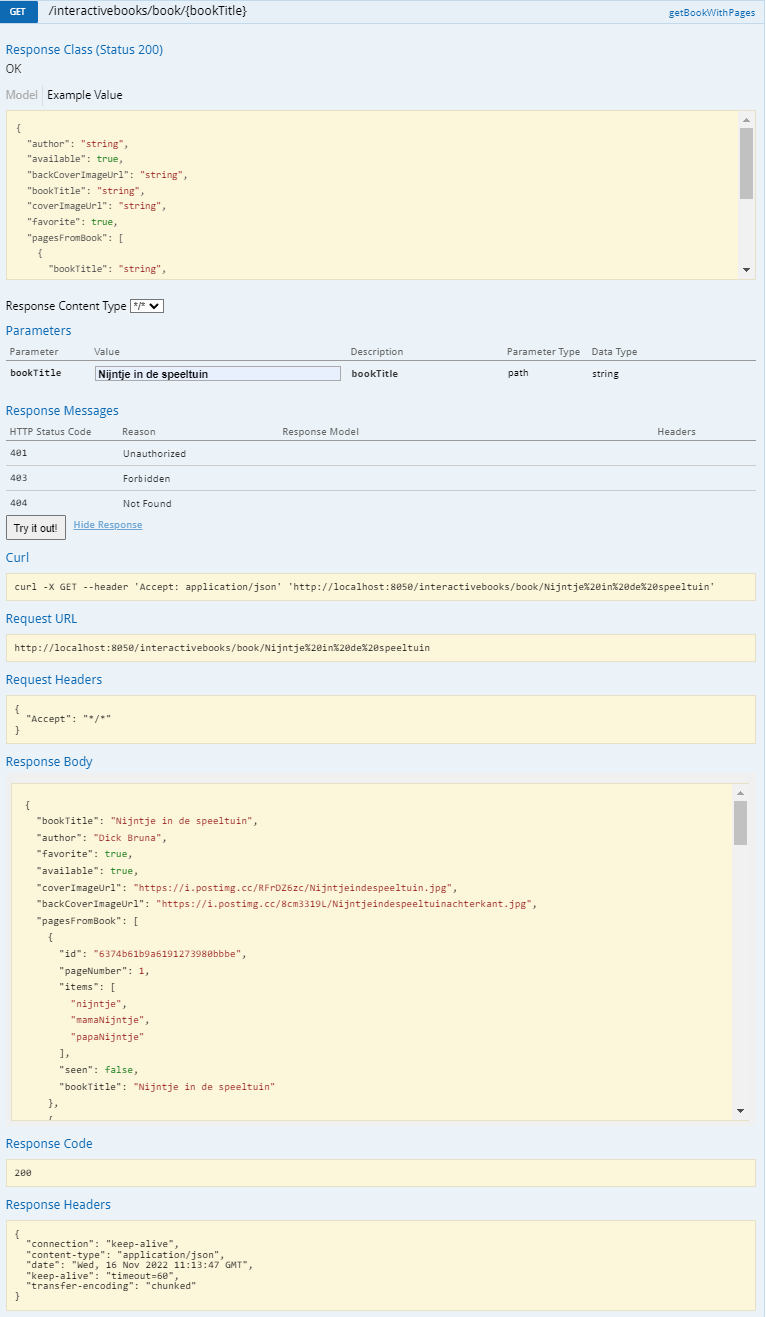 GET /interactivebooks/book/{bookTitle} getBookWithPages
Response Class (Status 200)
OK
Model Example Value
{
"author": "string",
"available": true,
"backCoverImageUrl": "string",
"bookTitle": "string",
"coverImageUrl": "string",
"favorite": true,
"pagesFromBook": [
{
"bookTitle": "string",
Response Content Type */*
Parameters
Parameter Value Description Parameter Type Data Type
bookTitle Nijntje in de speeltuin bookTitle path string
Response Messages
HTTP Status Code Reason Response Model Headers
401 Unauthorized
403 Forbidden
404 Not Found
Try it out! Hide Response
Curl
curl -X GET --header 'Accept: application/json' 'http://localhost:8050/interactivebooks/book/Nijntje%20in%20de%20speeltuin'
Request URL
http://localhost:8050/interactivebooks/book/Nijntje%20in%20de%20speeltuin
Request Headers
{
"Accept": "*/*"
}
Response Body
{
"bookTitle": "Nijntje in de speeltuin",
"author": "Dick Bruna",
"favorite": true,
"available": true,
"coverImageUrl": "https://i.postimg.cc/RFrDZ6zc/Nijntjeindespeeltuin.jpg",
"backCoverImageUrl": "https://i.postimg.cc/8cm3319L/Nijntjeindespeeltuinachterkant.jpg",
"pagesFromBook": [
{
"id": "6374b61b9a6191273980bbbe",
"pageNumber": 1,
"items": [
"nijntje",
"mamaNijntje",
"papaNijntje"
],
"seen": false,
"bookTitle": "Nijntje in de speeltuin"
},
{
Response Code
200
Response Headers
{
"connection": "keep-alive",
"content-type": "application/json",
"date": "Wed, 16 Nov 2022 11:13:47 GMT",
"keep-alive": "timeout=60",
"transfer-encoding": "chunked"
}